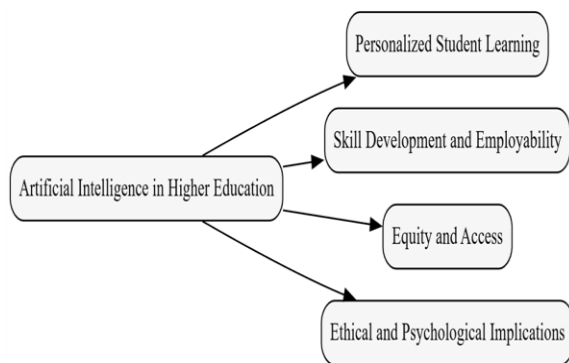 Personalized Student Learning
Skill Development and Employability
Artificial Intelligence in Higher Education
Equity and Access
Ethical and Psychological Implications